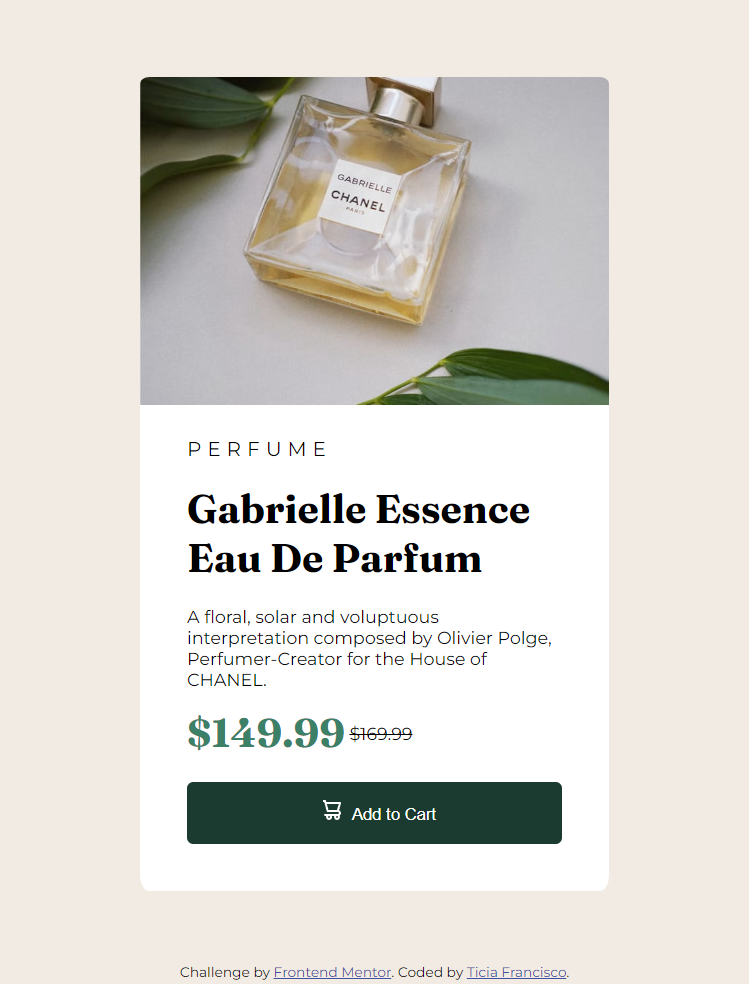 GABRIELLE
CHANEL
PARIS
PERFUME
Gabrielle Essence
Eau De Parfum
A floral, solar and voluptuous
interpretation composed by Olivier Polge,
Perfumer-Creator for the House of
CHANEL.
$149.99 $169.99
Add to Cart
Challenge by Frontend Mentor. Coded by Ticia Francisco.